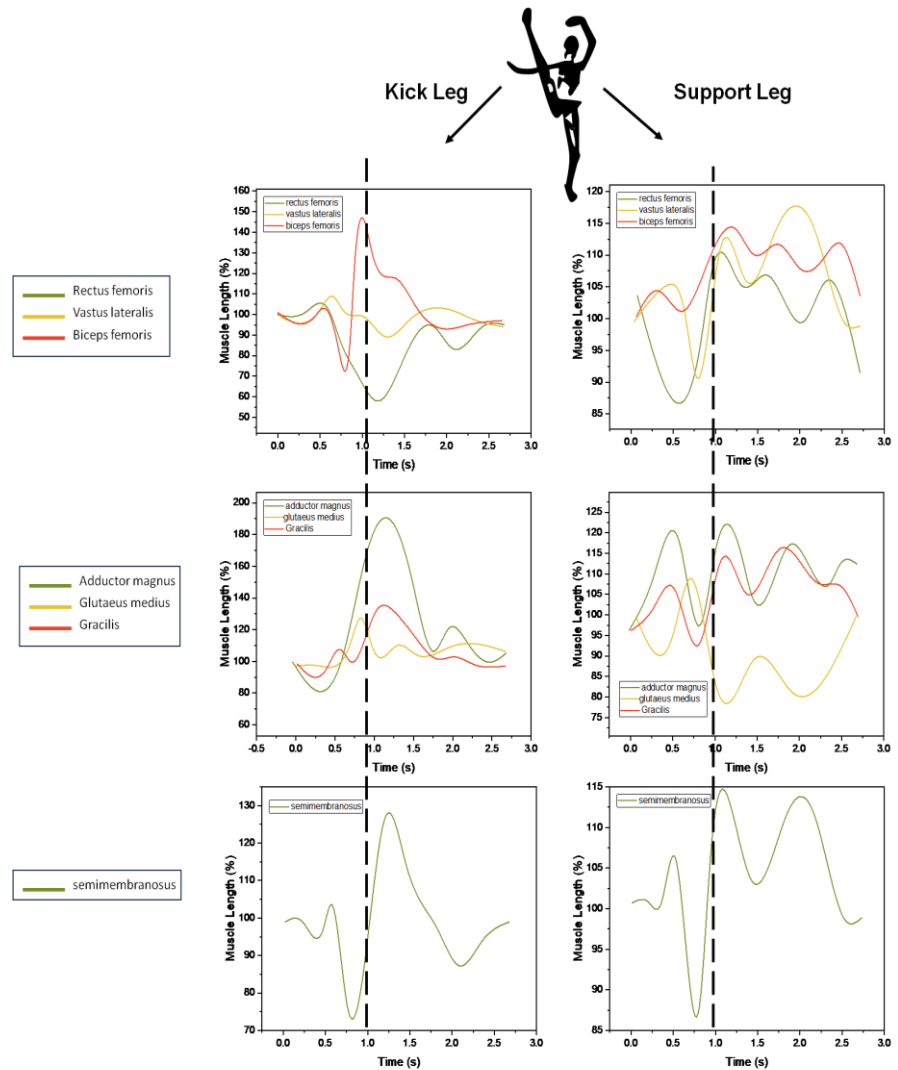 Kick Leg
Support Leg
Rectus femoris
Vastus lateralis
Biceps femoris
160
150
140
130
120
110
100
90
80
70
60
50
Muscle Length (%)
rectus femoris
vastus lateralis
biceps femoris
0.0 0.5 1.0 1.5 2.0 2.5 3.0
Time (s)
120
115
110
105
100
95
90
85
Muscle Length (%)
rectus femoris
vastus lateralis
biceps femoris
0.0 0.5 1.0 1.5 2.0 2.5 3.0
Time (s)
Adductor magnus
Glutaeus medius
Gracilis
200
180
160
140
120
100
80
60
Muscle Length (%)
adductor magnus
glutaeus medius
Gracilis
-0.5 0.0 0.5 1.0 1.5 2.0 2.5 3.0
Time (s)
125
120
115
110
105
100
95
90
85
80
75
Muscle Length (%)
adductor magnus
glutaeus medius
Gracilis
0.0 0.5 1.0 1.5 2.0 2.5 3.0
Time (s)
semimembranosus
130
120
110
100
90
80
70
Muscle Length (%)
semimembranosus
0.0 0.5 1.0 1.5 2.0 2.5 3.0
Time (s)
115
110
105
100
95
90
85
Muscle Length (%)
semimembranosus
0.0 0.5 1.0 1.5 2.0 2.5 3.0
Time (s)